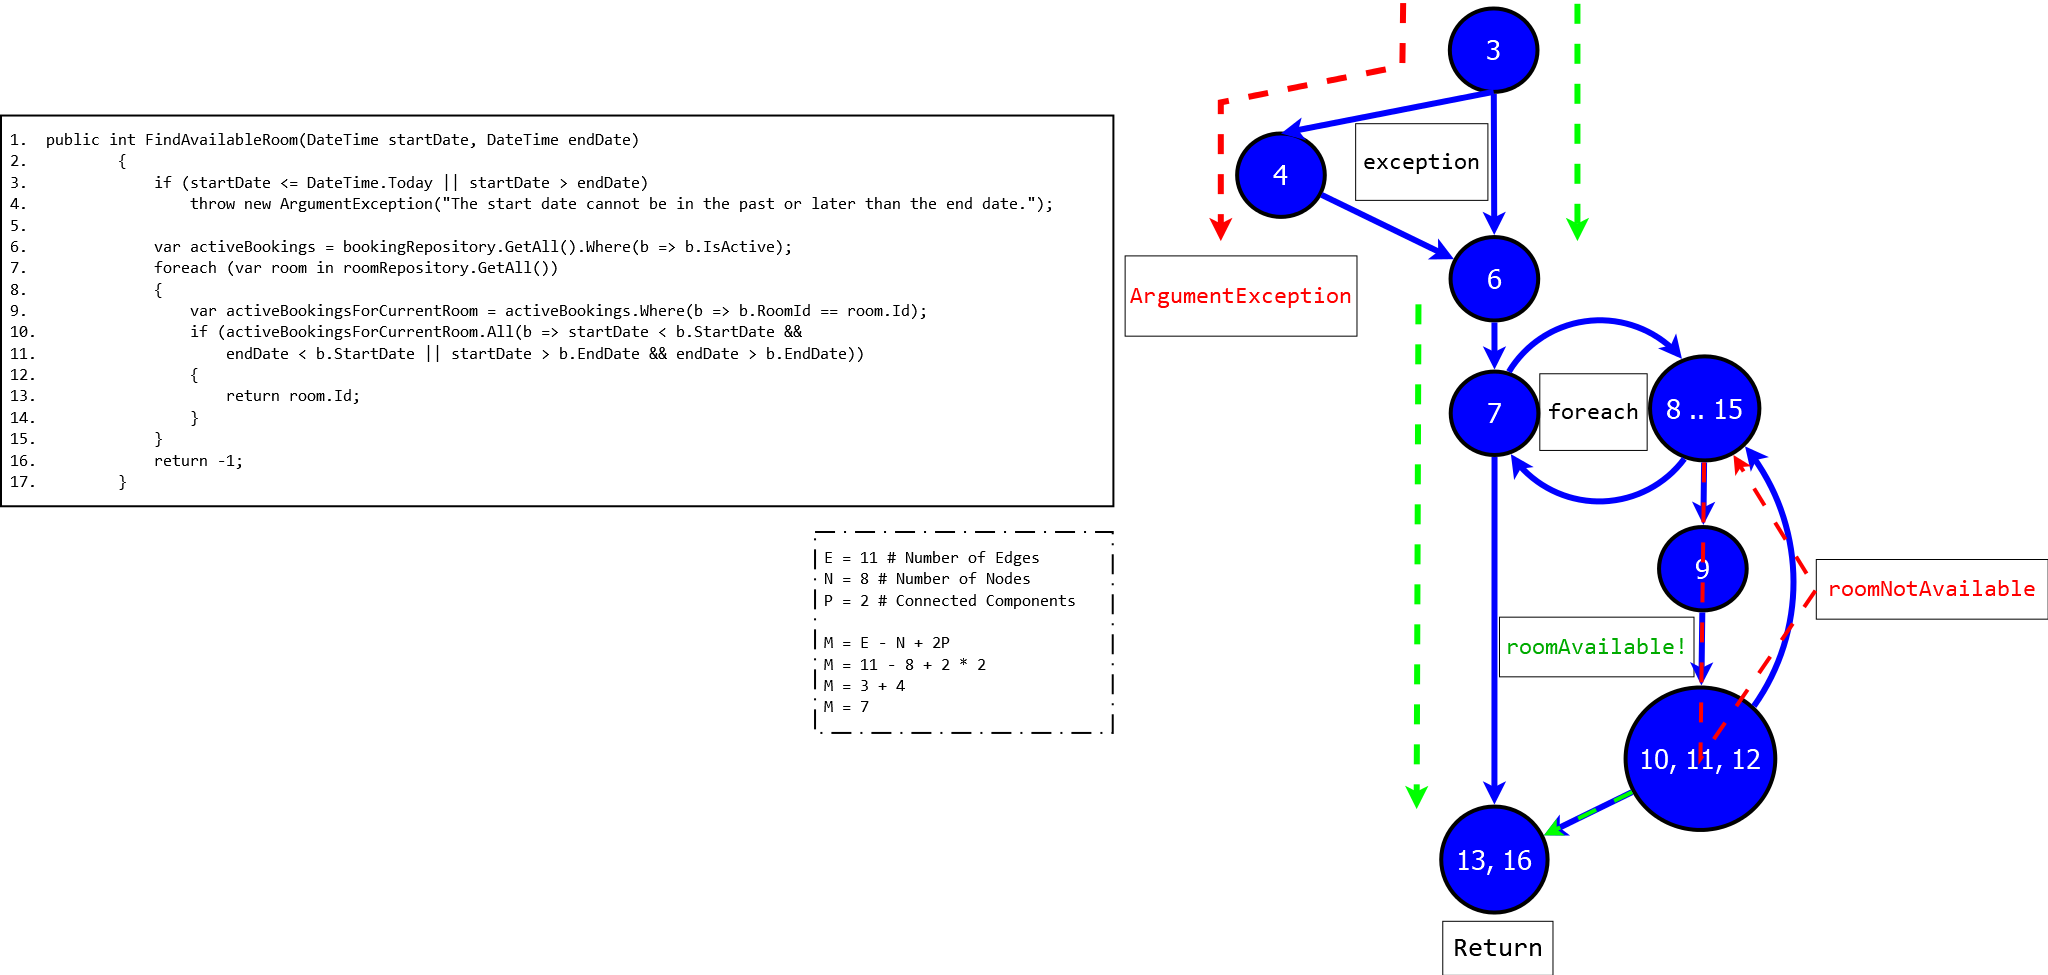 1.  public int FindAvailableRoom(DateTime startDate, DateTime endDate)
2.          {
3.              if (startDate <= DateTime.Today || startDate > endDate)
4.                  throw new ArgumentException("The start date cannot be in the past or later than the end date.");
5.
6.              var activeBookings = bookingRepository.GetAll().Where(b => b.IsActive);
7.              foreach (var room in roomRepository.GetAll())
8.              {
9.                  var activeBookingsForCurrentRoom = activeBookings.Where(b => b.RoomId == room.Id);
10.                 if (activeBookingsForCurrentRoom.All(b => startDate < b.StartDate &&
11.                     endDate < b.StartDate || startDate > b.EndDate && endDate > b.EndDate))
12.                 {
13.                     return room.Id;
14.                 }
15.             }
16.             return -1;
17.         }
E = 11 # Number of Edges
N = 8 # Number of Nodes
P = 2 # Connected Components
M = E - N + 2P
M = 11 - 8 + 2 * 2
M = 3 + 4
M = 7
3
exception
4
ArgumentException
6
7
foreach
8 .. 15
9
roomNotAvailable
roomAvailable!
10, 11, 12
13, 16
Return